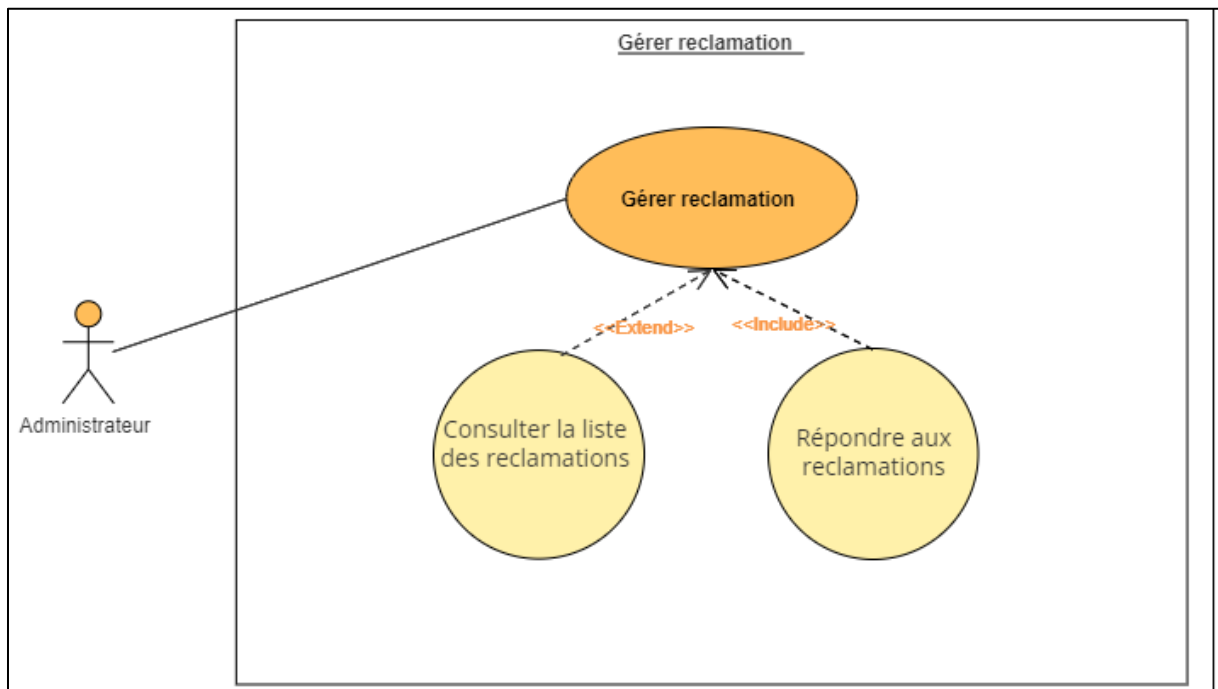 Gérer reclamation
Gérer reclamation
<<Extend>>
<<Include>>
Administrateur
Consulter la liste
des reclamations
Répondre aux
reclamations